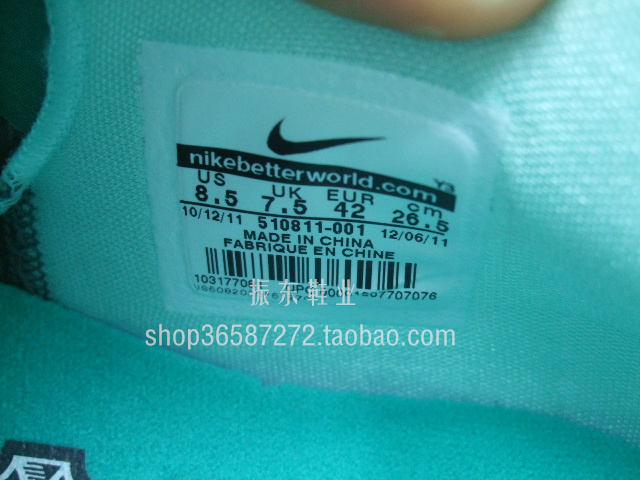 nikebetterworld.com
Y3
US UK EUR cm
8.5 7.5 42 26.5
10/12/11 510811-001 12/06/11
MADE IN CHINA
FABRIQUE EN CHINE
振东鞋业
shop36587272.taobao.com